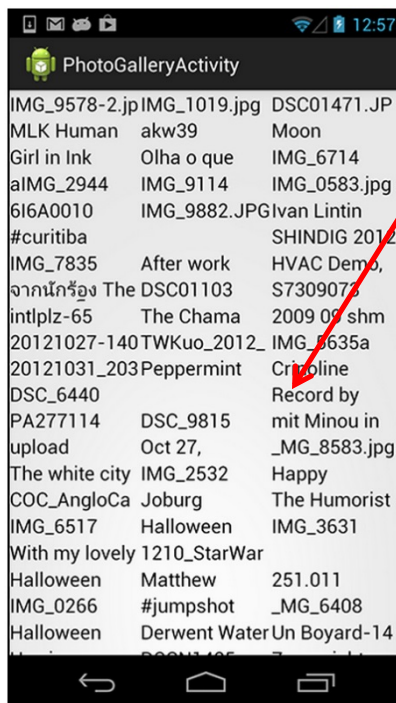 12:57
PhotoGalleryActivity
IMG_9578-2.jp IMG_1019.jpg DSC01471.JP
MLK Human akw39 Moon
Girl in Ink Olha o que IMG_6714
aIMG_2944 IMG_9114 IMG_0583.jpg
6I6A0010 IMG_9882.JPG Ivan Lintin
#curitiba SHINDIG 2012
IMG_7835 After work HVAC Demo,
จากนักร้อง The DSC01103 S7309073
intlplz-65 The Chama 2009 09 shm
20121027-140 TWKuo_2012_ IMG_5635a
20121031_203 Peppermint Crinoline
DSC_6440 Record by
PA277114 DSC_9815 mit Minou in
upload Oct 27, _MG_8583.jpg
The white city IMG_2532 Happy
COC_AngloCa Joburg The Humorist
IMG_6517 Halloween IMG_3631
With my lovely 1210_StarWar
Halloween Matthew 251.011
IMG_0266 #jumpshot _MG_6408
Halloween Derwent Water Un Boyard-14